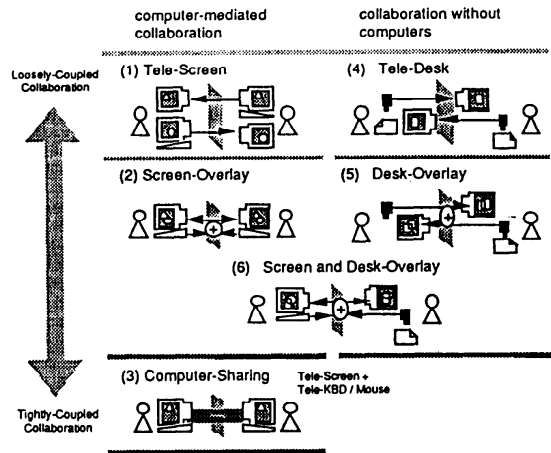 computer-mediated
collaboration
collaboration without
computers
Loosely-Coupled
Collaboration
(1) Tele-Screen
(4) Tele-Desk
(2) Screen-Overlay
(5) Desk-Overlay
(6) Screen and Desk-Overlay
(3) Computer-Sharing
Tele-Screen +
Tele-KBD / Mouse
Tightly-Coupled
Collaboration